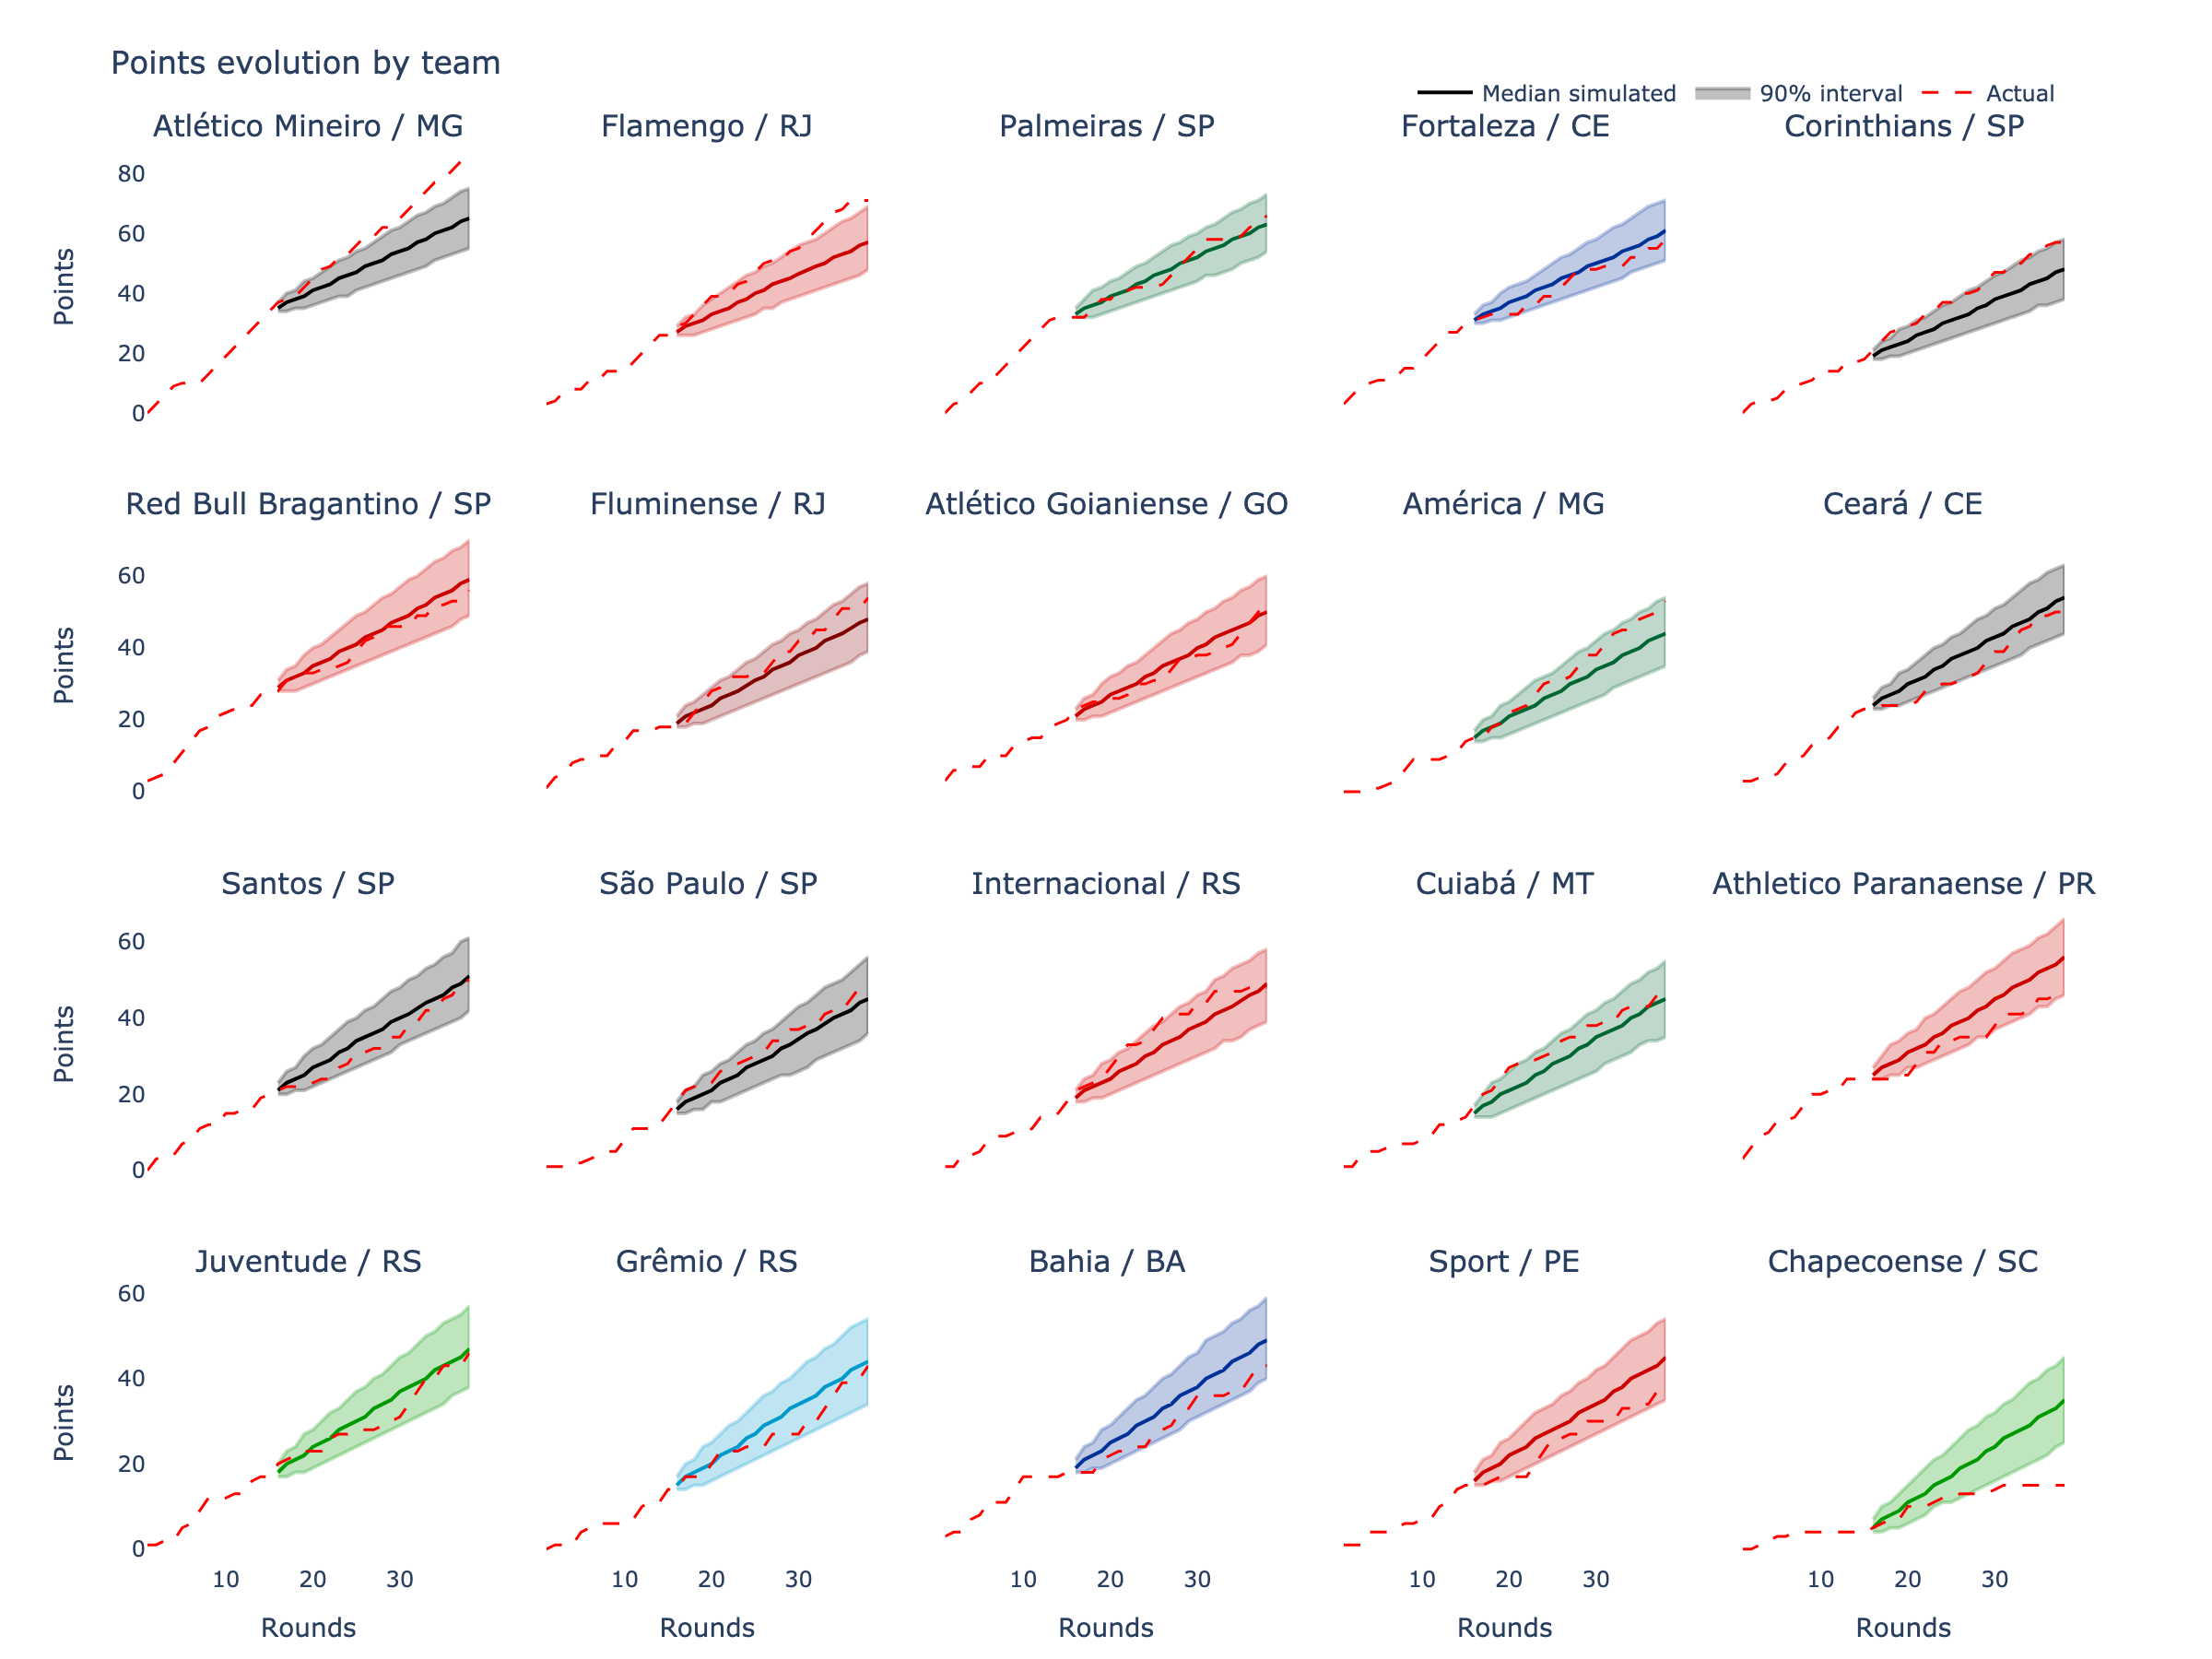 Points evolution by team
Median simulated 90% interval Actual
Atlético Mineiro / MG Flamengo / RJ Palmeiras / SP Fortaleza / CE Corinthians / SP
80
60
40
20
0
Points
Red Bull Bragantino / SP Fluminense / RJ Atlético Goianiense / GO América / MG Ceará / CE
60
40
20
0
Points
Santos / SP São Paulo / SP Internacional / RS Cuiabá / MT Athletico Paranaense / PR
60
40
20
0
Points
Juventude / RS Grêmio / RS Bahia / BA Sport / PE Chapecoense / SC
60
40
20
0
Points
10 20 30 10 20 30 10 20 30 10 20 30 10 20 30
Rounds Rounds Rounds Rounds Rounds